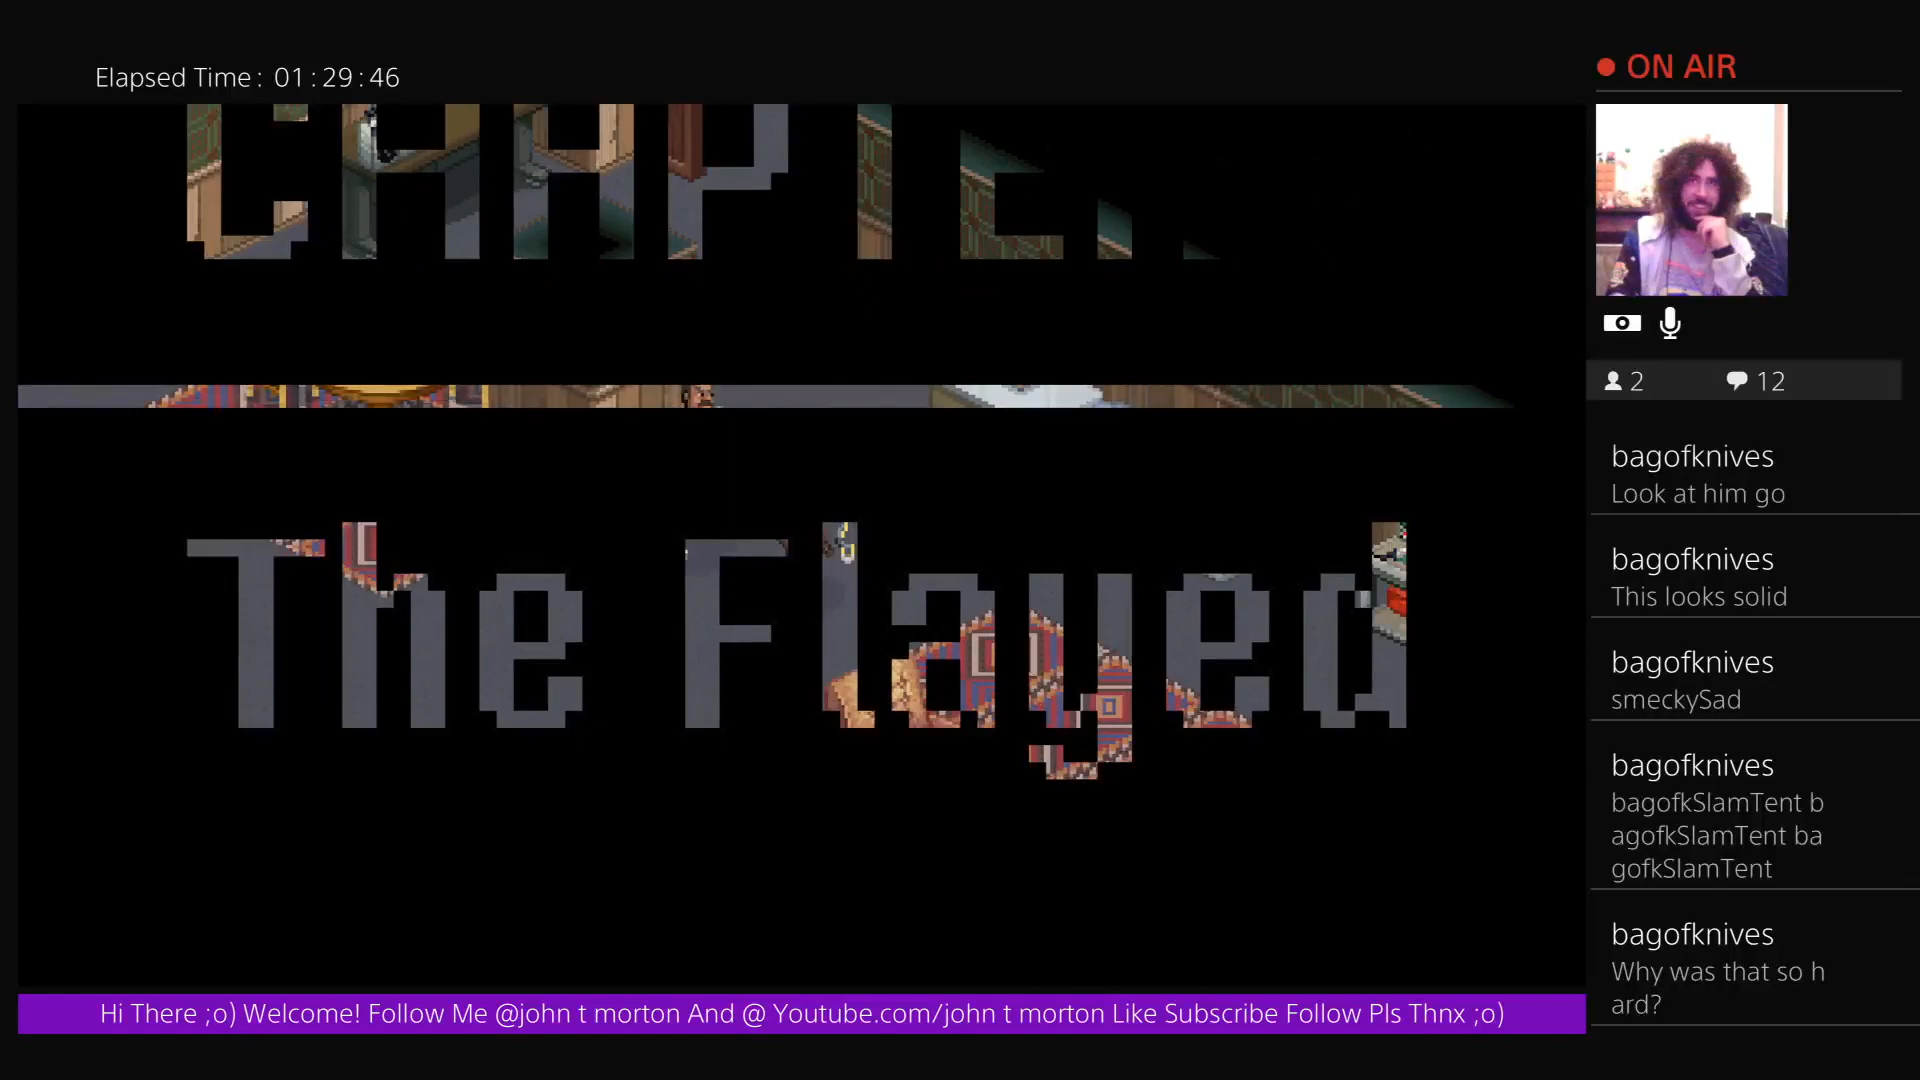 Elapsed Time: 01:29:46
ON AIR
CHAPTER
2
12
bagofknives
Look at him go
The Flayed
bagofknives
This looks solid
bagofknives
smeckySad
bagofknives
bagofkSlamTent b
agofkSlamTent ba
gofkSlamTent
bagofknives
Why was that so h
ard?
Hi There ;o) Welcome! Follow Me @john t morton And @ Youtube.com/john t morton Like Subscribe Follow Pls Thnx ;o)